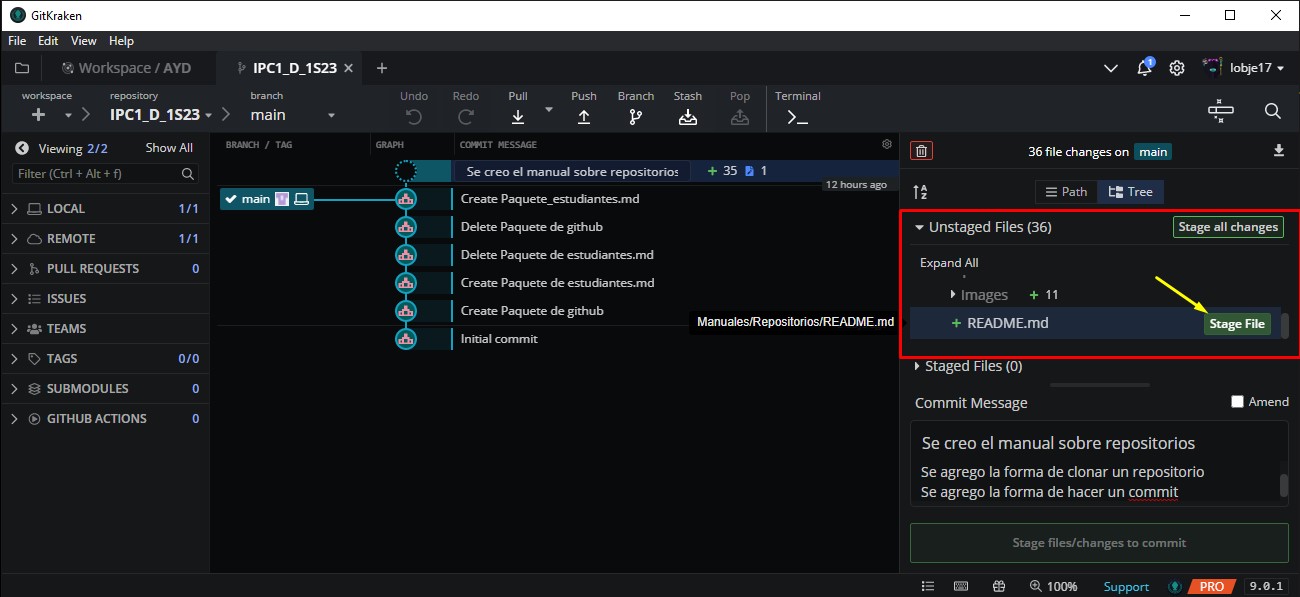 GitKraken
File Edit View Help
Workspace / AYD
IPC1_D_1S23
1
lobje17
workspace
repository
IPC1_D_1S23
branch
main
Undo
Redo
Pull
Push
Branch
Stash
Pop
Terminal
Viewing 2/2 Show All
Filter (Ctrl + Alt + f)
LOCAL 1/1
REMOTE 1/1
PULL REQUESTS 0
ISSUES
TEAMS
TAGS 0/0
SUBMODULES 0
GITHUB ACTIONS 0
BRANCH / TAG GRAPH COMMIT MESSAGE
Se creo el manual sobre repositorios + 35 1
12 hours ago
main Create Paquete_estudiantes.md
Delete Paquete de github
Delete Paquete de estudiantes.md
Create Paquete de estudiantes.md
Create Paquete de github
Initial commit
Manuales/Repositorios/README.md
36 file changes on main
A
Z
Path Tree
Unstaged Files (36) Stage all changes
Expand All
Images + 11
+ README.md Stage File
Staged Files (0)
Commit Message Amend
Se creo el manual sobre repositorios
Se agrego la forma de clonar un repositorio
Se agrego la forma de hacer un commit
Stage files/changes to commit
100% Support PRO 9.0.1